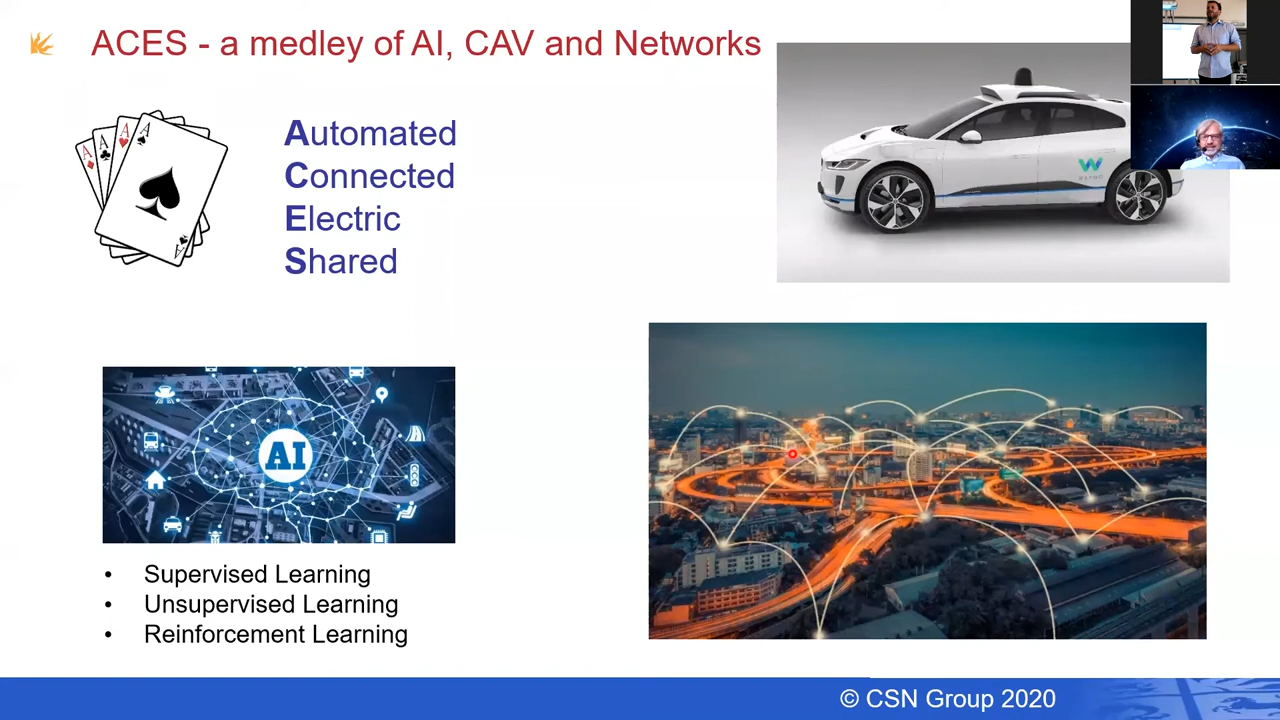 ACES - a medley of AI, CAV and Networks
A
A
A
A
A
Automated
Connected
Electric
Shared
W
AI
• Supervised Learning
• Unsupervised Learning
• Reinforcement Learning
© CSN Group 2020